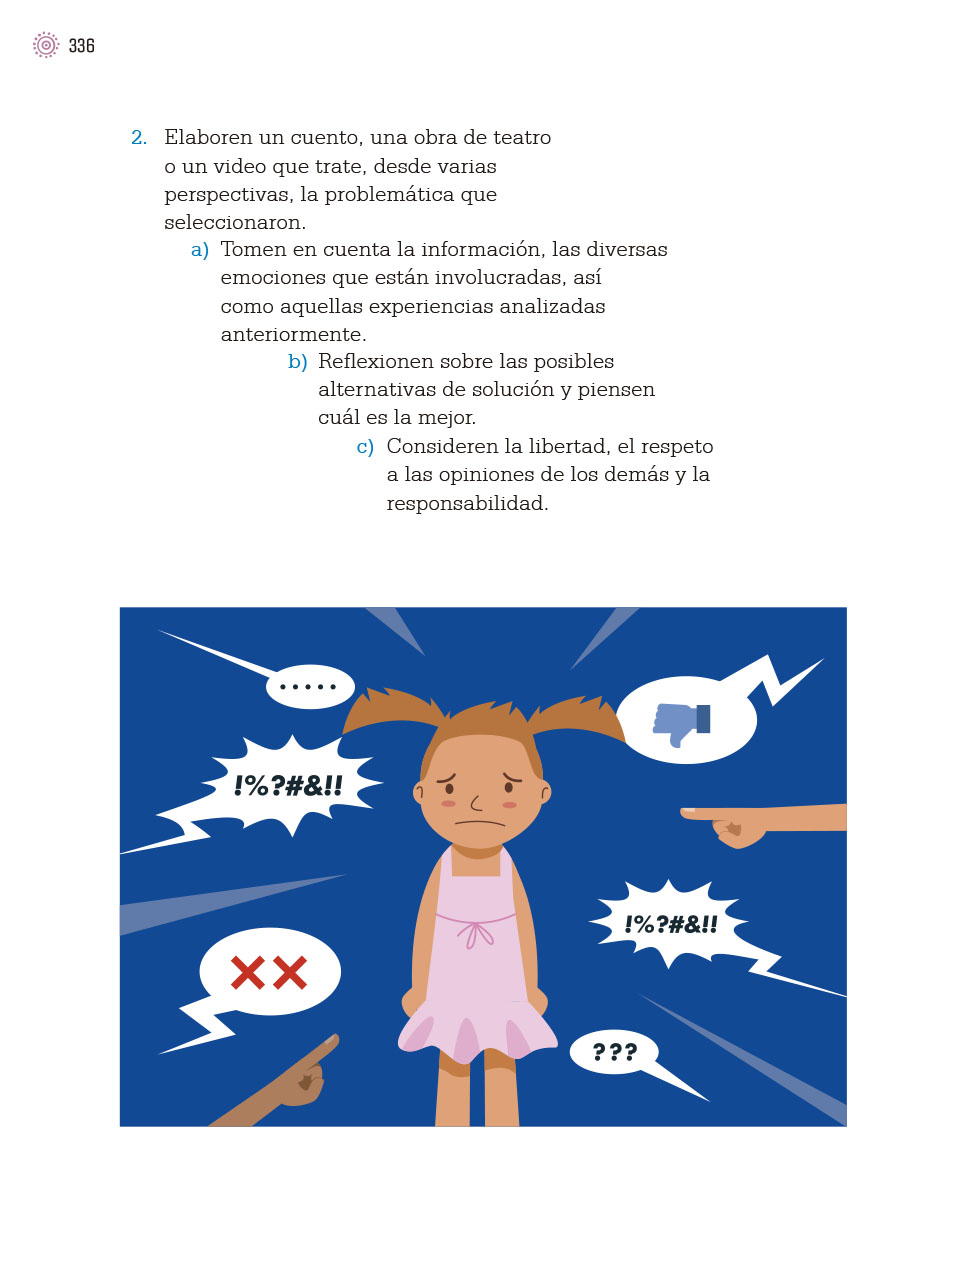 336
2. Elaboren un cuento, una obra de teatro
o un video que trate, desde varias
perspectivas, la problemática que
seleccionaron.
a) Tomen en cuenta la información, las diversas
emociones que están involucradas, así
como aquellas experiencias analizadas
anteriormente.
b) Reflexionen sobre las posibles
alternativas de solución y piensen
cuál es la mejor.
c) Consideren la libertad, el respeto
a las opiniones de los demás y la
responsabilidad.
.....
!%?#&!!
!%?#&!!
???